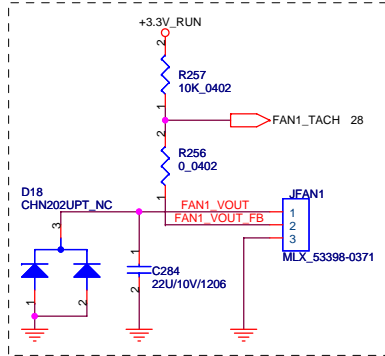 +3.3V_RUN
2
R257
10K_0402
1
FAN1_TACH 28
2
R256
0_0402
1
D18
CHN202UPT_NC
JFAN1
FAN1_VOUT
1
FAN1_VOUT_FB
2
3
MLX_53398-0371
3
1
C284
22U/10V/1206
2
1
2